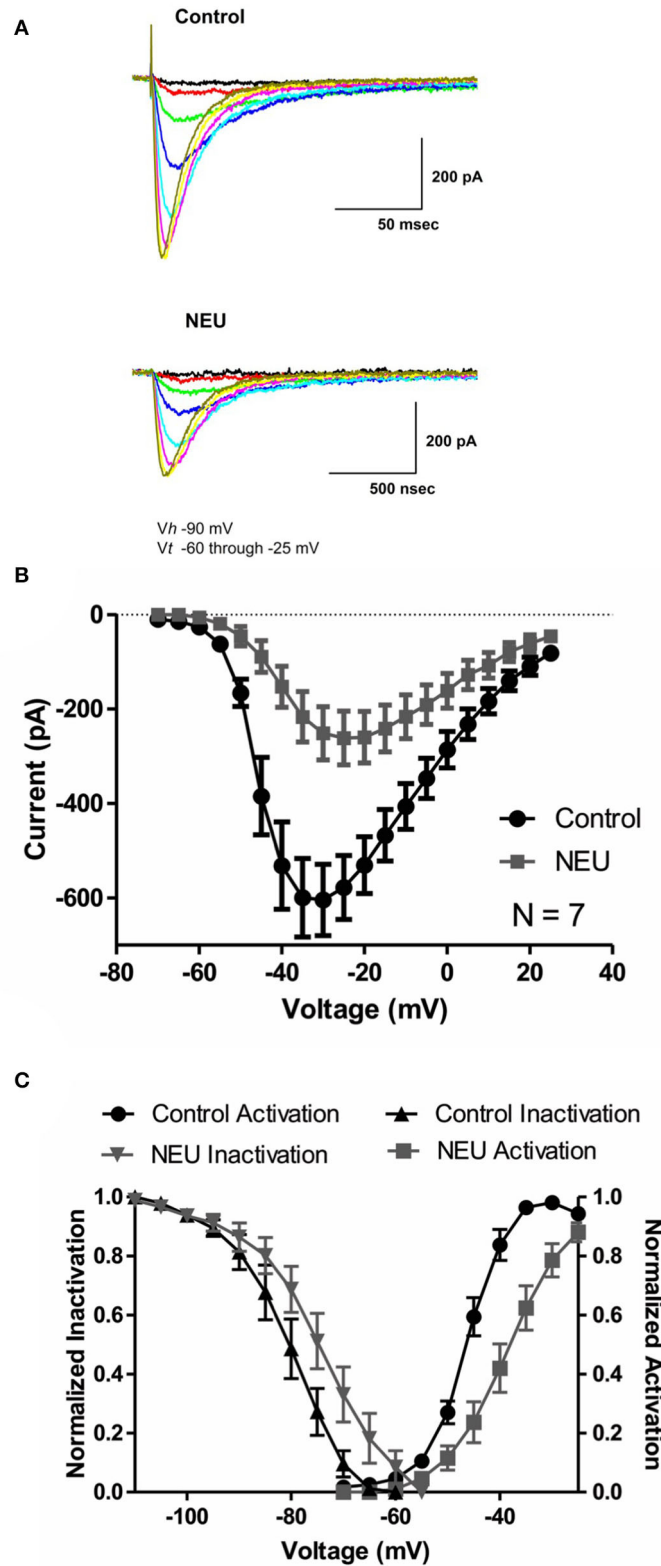 A
Control
200 pA
50 msec
NEU
200 pA
500 nsec
Vh -90 mV
Vt -60 through -25 mV
B
0
-200
-400
-600
Current (pA)
Control
NEU
N = 7
-80 -60 -40 -20 0 20 40
Voltage (mV)
C
Control Activation Control Inactivation
NEU Inactivation NEU Activation
1.0 1.0
0.8 0.8
0.6 0.6
0.4 0.4
0.2 0.2
0.0 0.0
Normalized Inactivation
Normalized Activation
-100 -80 -60 -40
Voltage (mV)